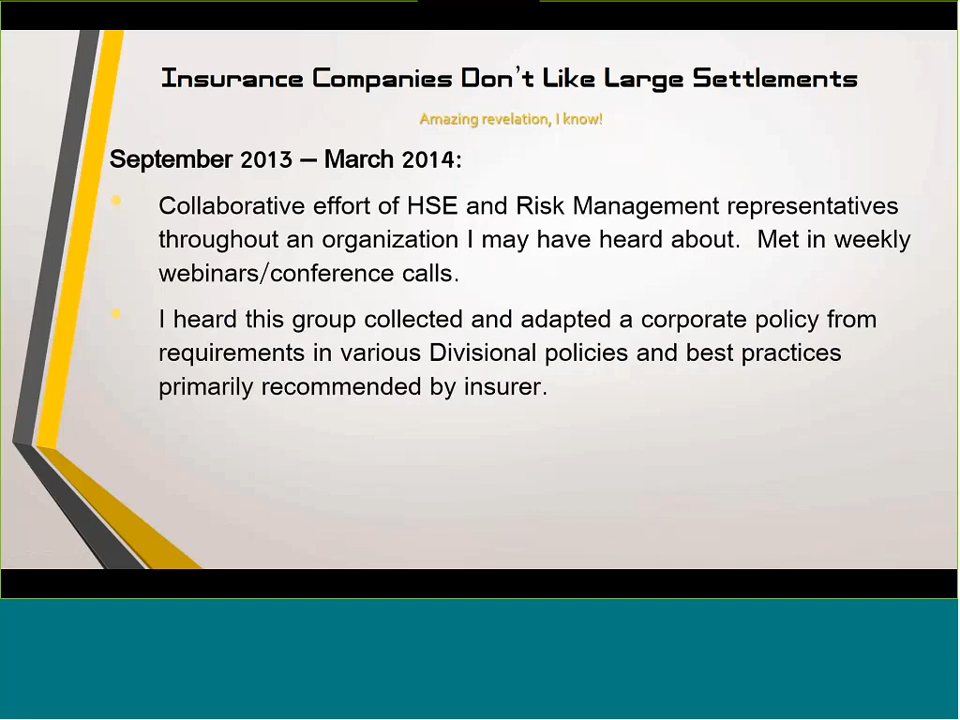 Insurance Companies Don't Like Large Settlements
Amazing revelation, I know!
September 2013 – March 2014:
Collaborative effort of HSE and Risk Management representatives
throughout an organization I may have heard about.  Met in weekly
webinars/conference calls.
I heard this group collected and adapted a corporate policy from
requirements in various Divisional policies and best practices
primarily recommended by insurer.